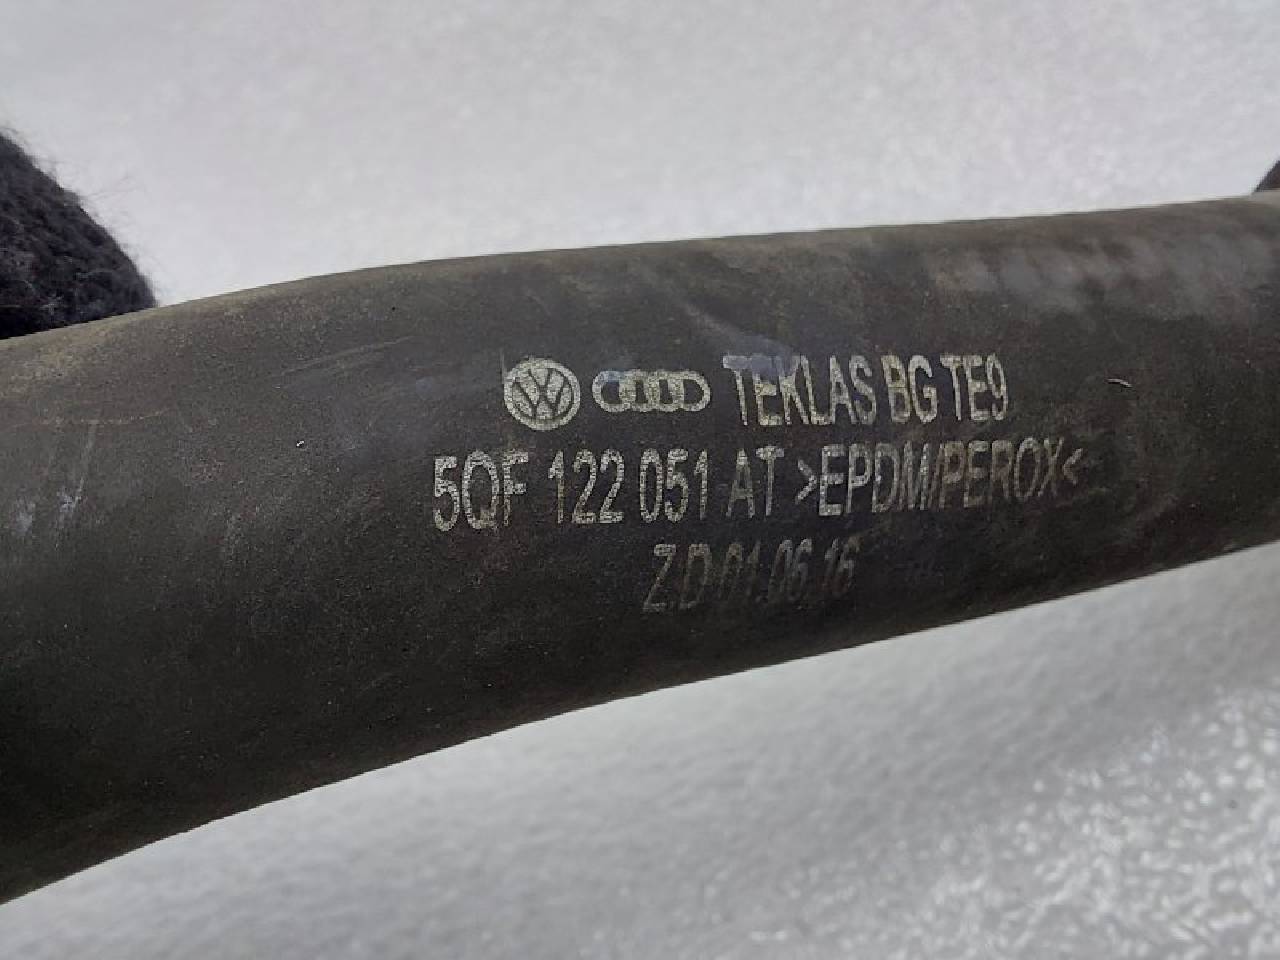 TEKLAS BG TE9
5QF 122 051 AT >EPDM/PEROX<
Z.D 01.06.16